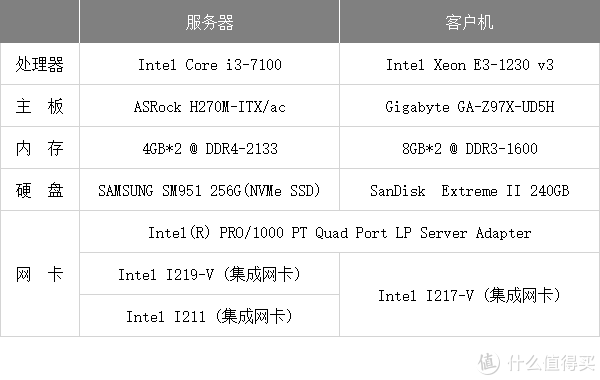 服务器 客户机
处理器 Intel Core i3-7100 Intel Xeon E3-1230 v3
主 板 ASRock H270M-ITX/ac Gigabyte GA-Z97X-UD5H
内 存 4GB*2 @ DDR4-2133 8GB*2 @ DDR3-1600
硬 盘 SAMSUNG SM951 256G(NVMe SSD) SanDisk Extreme II 240GB
网 卡 Intel(R) PRO/1000 PT Quad Port LP Server Adapter
Intel I219-V (集成网卡) Intel I217-V (集成网卡)
Intel I211 (集成网卡)
值 什么值得买